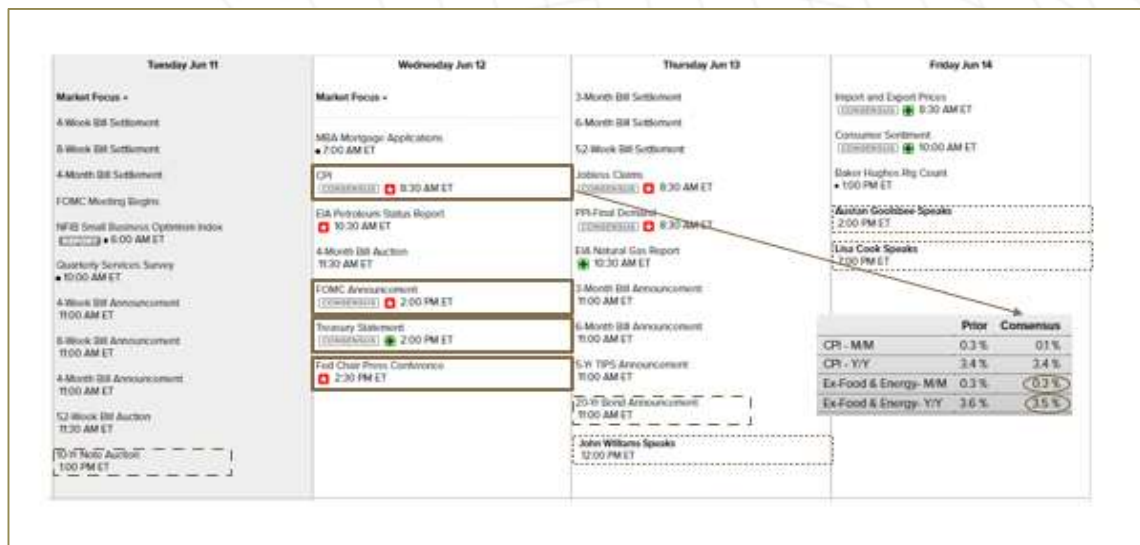 Tuesday Jun 11
Market Focus -
4-Week Bill Settlement
8-Week Bill Settlement
4-Month Bill Settlement
FOMC Meeting Begins
NFIB Small Business Optimism Index
REPORT • 6:00 AM ET
Quarterly Services Survey
• 10:00 AM ET
4-Week Bill Announcement
11:00 AM ET
8-Week Bill Announcement
11:00 AM ET
4-Month Bill Announcement
11:00 AM ET
52-Week Bill Auction
11:30 AM ET
10-Yr Note Auction
1:00 PM ET
Wednesday Jun 12
Market Focus -
MBA Mortgage Applications
• 7:00 AM ET
CPI
CONSENSUS 8:30 AM ET
EIA Petroleum Status Report
10:30 AM ET
4-Month Bill Auction
11:30 AM ET
FOMC Announcement
CONSENSUS 2:00 PM ET
Treasury Statement
CONSENSUS 2:00 PM ET
Fed Chair Press Conference
2:30 PM ET
Thursday Jun 13
3-Month Bill Settlement
6-Month Bill Settlement
52-Week Bill Settlement
Jobless Claims
CONSENSUS 8:30 AM ET
PPI-Final Demand
CONSENSUS 8:30 AM ET
EIA Natural Gas Report
10:30 AM ET
3-Month Bill Announcement
11:00 AM ET
6-Month Bill Announcement
11:00 AM ET
5-Yr TIPS Announcement
11:00 AM ET
20-Yr Bond Announcement
11:00 AM ET
John Williams Speaks
12:00 PM ET
Friday Jun 14
Import and Export Prices
CONSENSUS 8:30 AM ET
Consumer Sentiment
CONSENSUS 10:00 AM ET
Baker Hughes Rig Count
• 1:00 PM ET
Austan Goolsbee Speaks
2:00 PM ET
Lisa Cook Speaks
7:00 PM ET
Prior Consensus
CPI - M/M 0.3 % 0.1 %
CPI - Y/Y 3.4 % 3.4 %
Ex-Food & Energy- M/M 0.3 % 0.3 %
Ex-Food & Energy- Y/Y 3.6 % 3.5 %